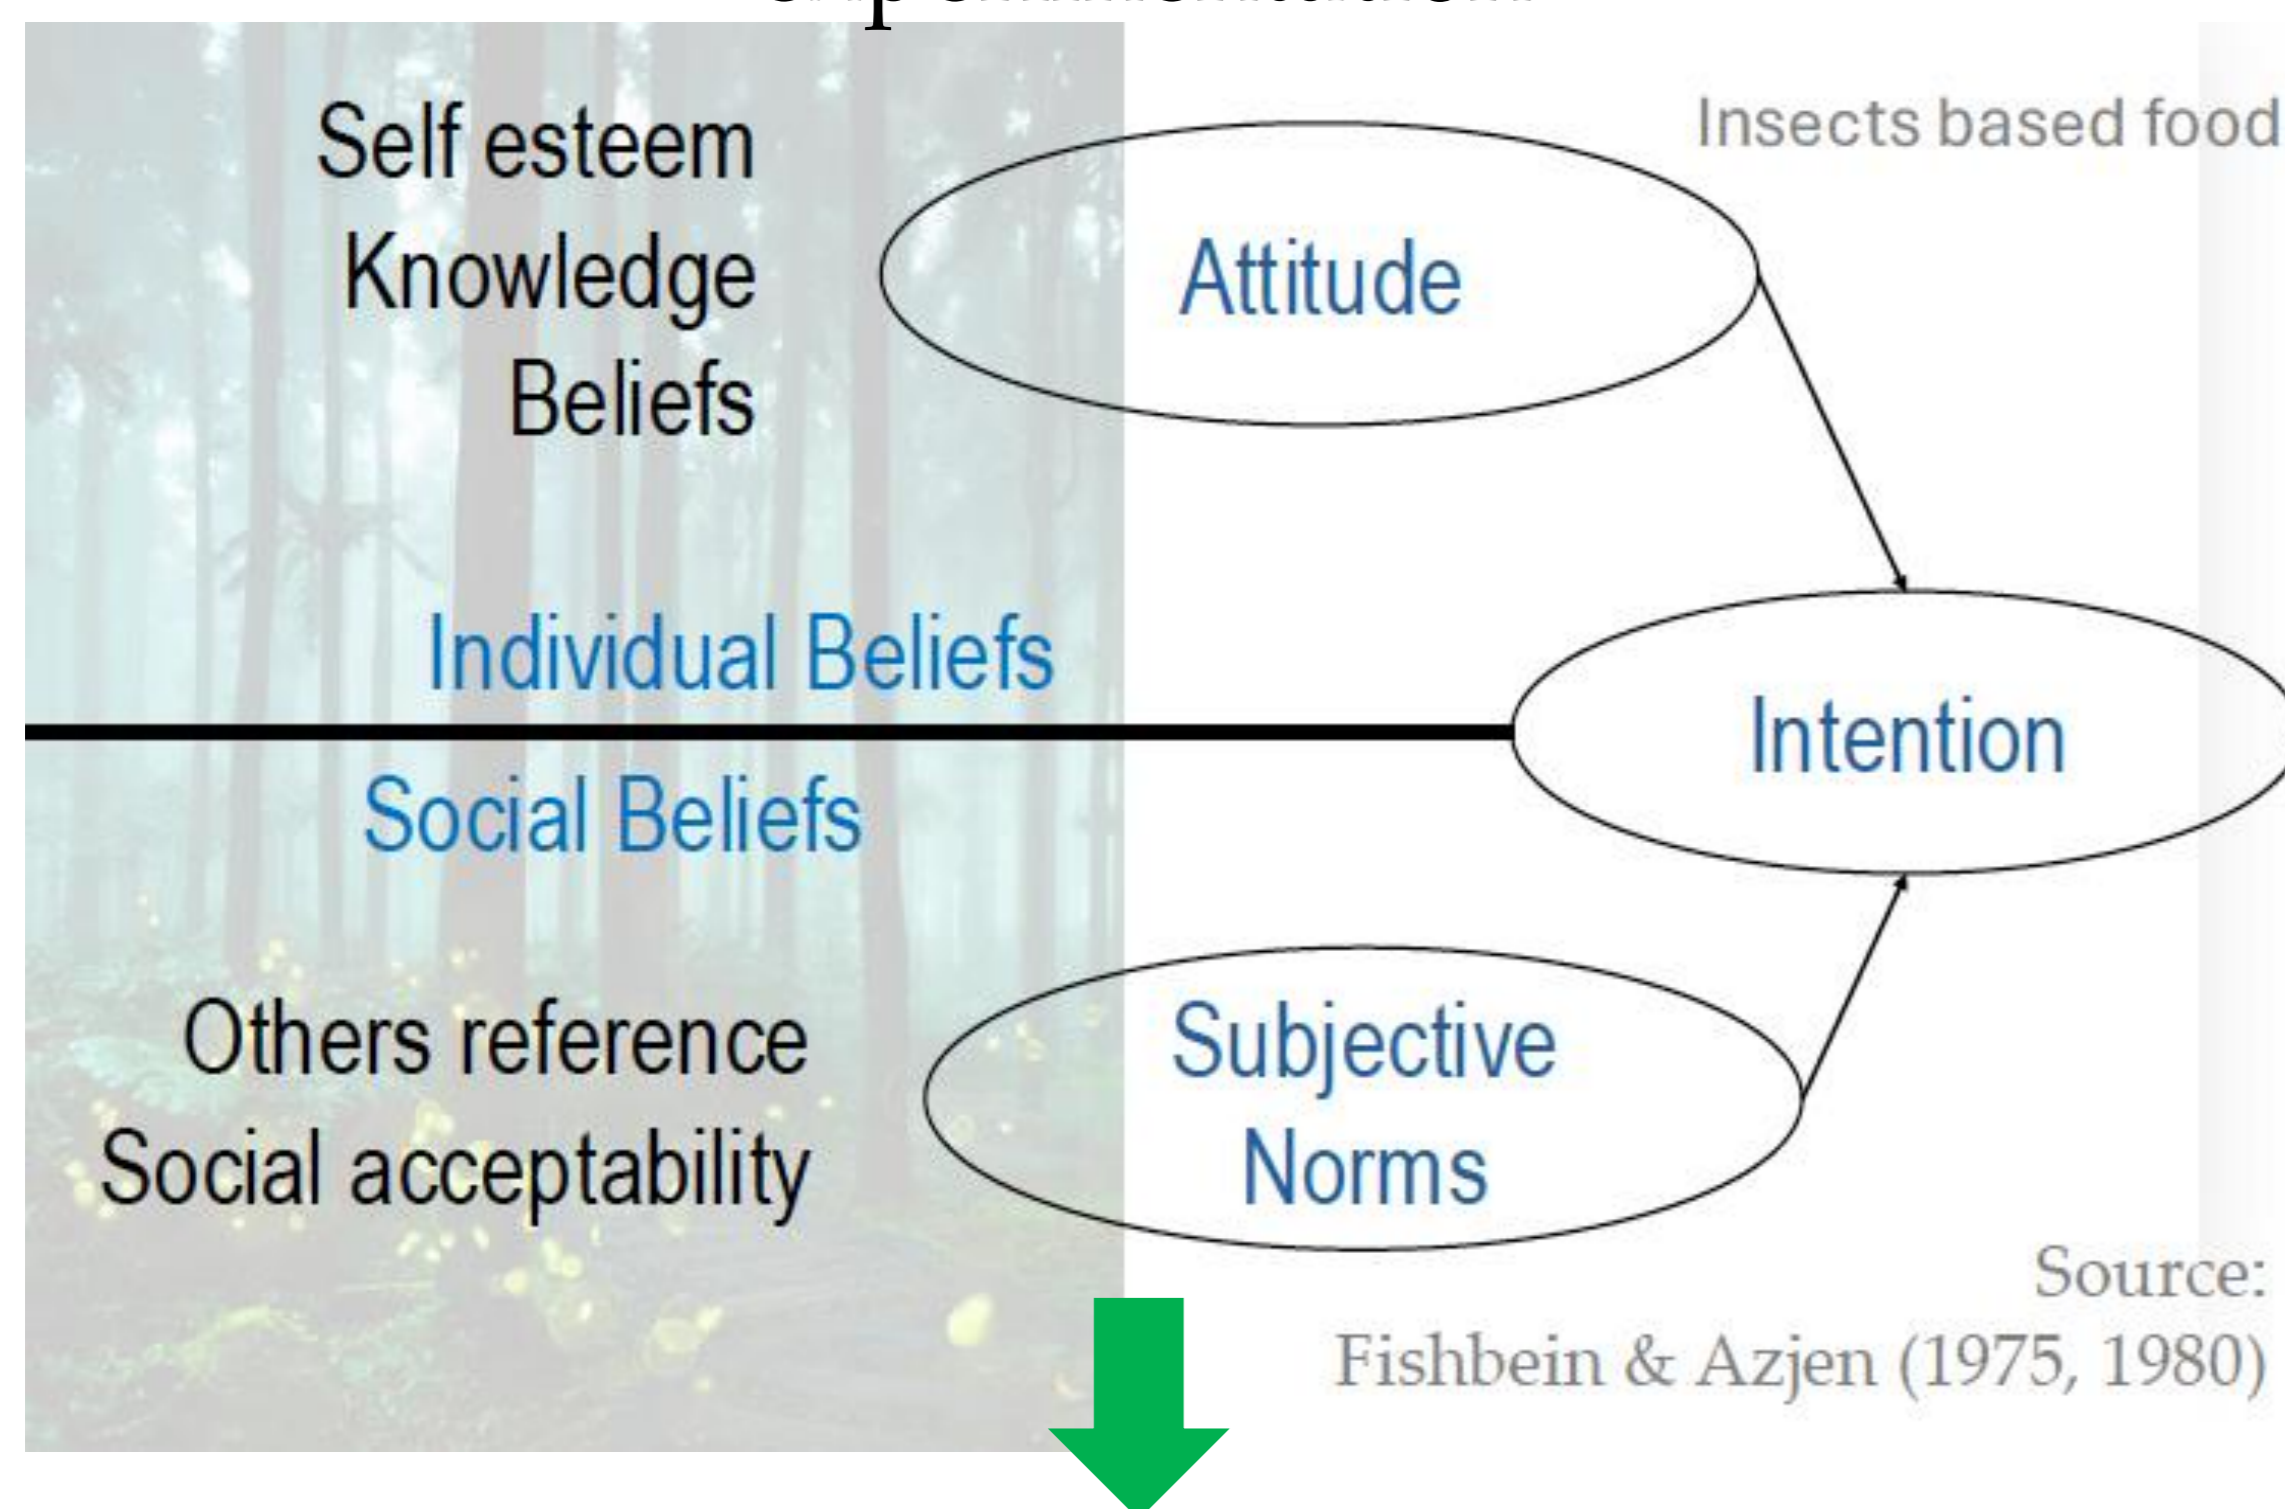 Insects based food
Self esteem
Knowledge
Beliefs
Attitude
Individual Beliefs
Intention
Social Beliefs
Others reference
Social acceptability
Subjective
Norms
Source:
Fishbein & Azjen (1975, 1980)